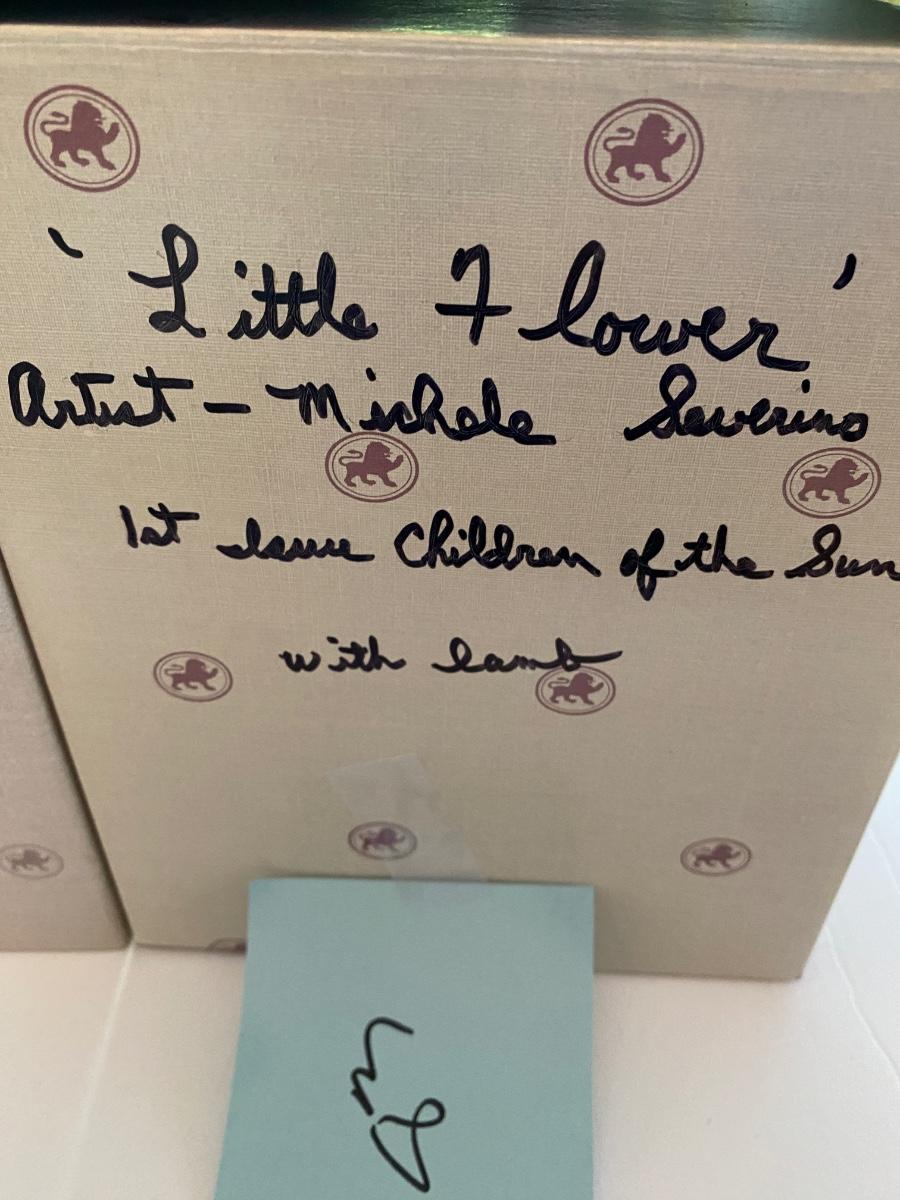 'Little Flower'
Artist - Michele Severino
1st Issue Children of the Sun
with lamb